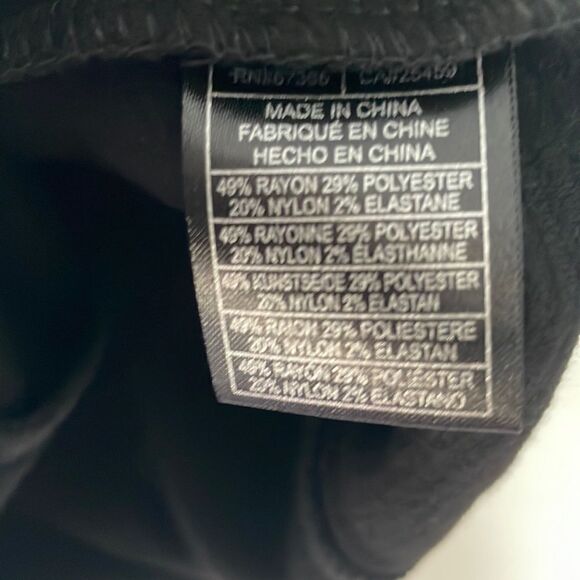 MADE IN CHINA
FABRIQUÉ EN CHINE
HECHO EN CHINA
49% RAYON 29% POLYESTER
20% NYLON 2% ELASTANE
49% RAYONNE 29% POLYESTER
20% NYLON 2% ELASTHANNE
49% KUNSTSEIDE 29% POLYESTER
20% NYLON 2% ELASTAN
49% RAION 29% POLIESTERE
20% NYLON 2% ELASTAN
49% RAYON 29% POLIÉSTER
20% NYLON 2% ELASTANO